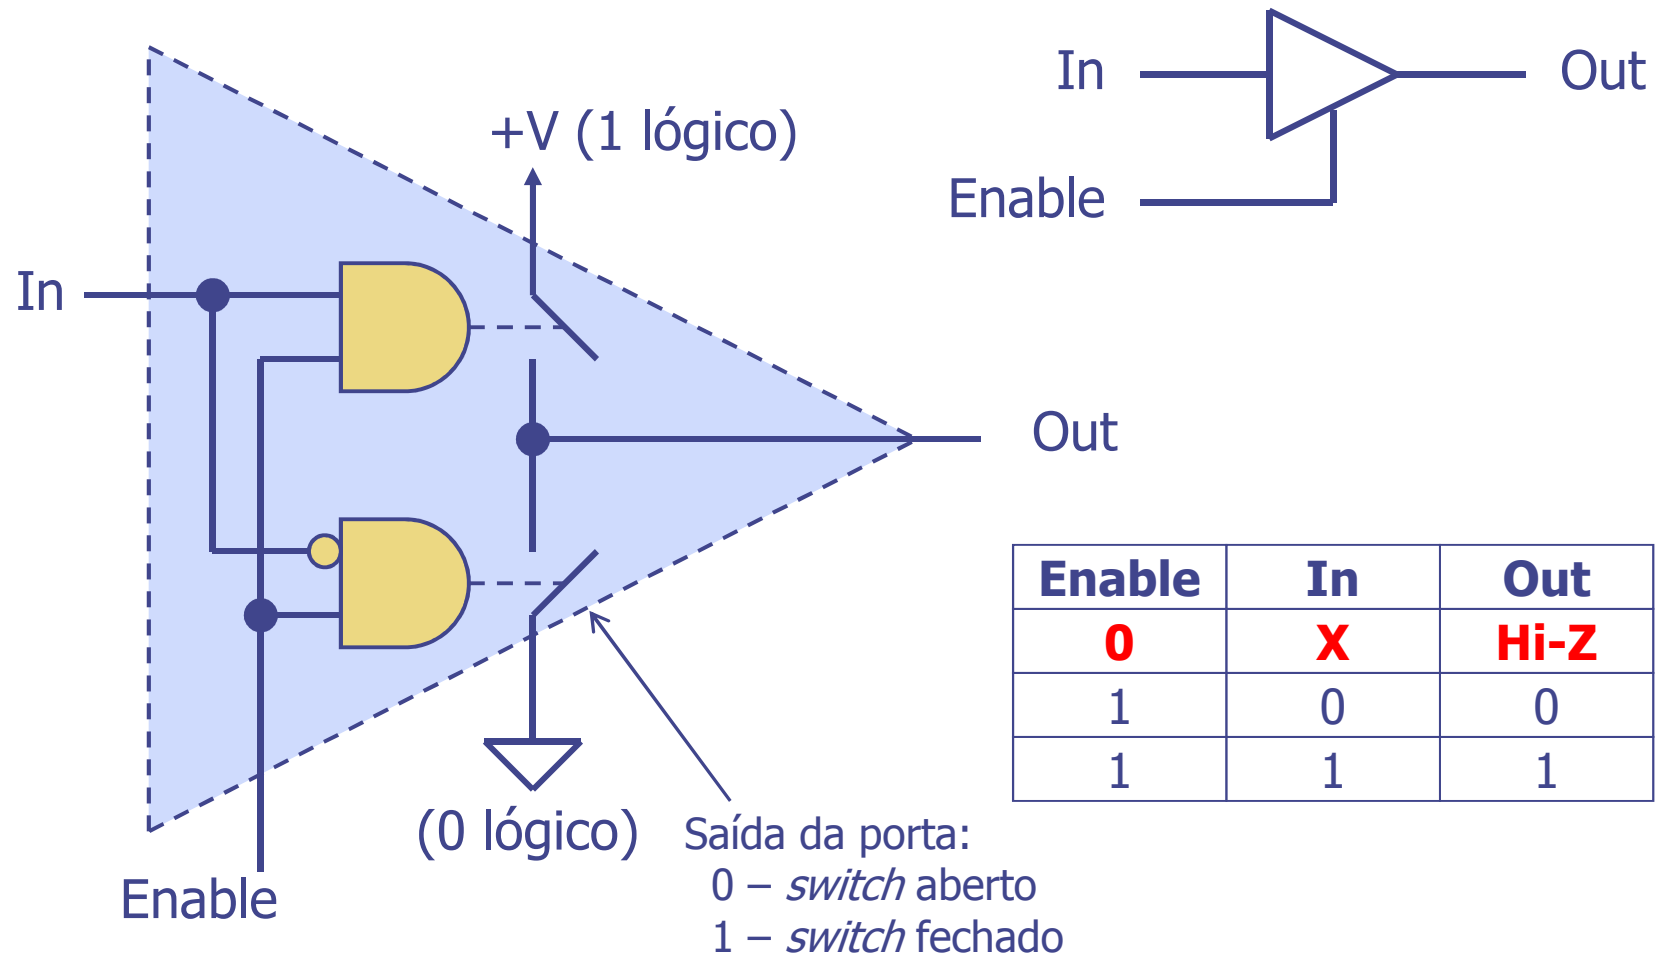 In
Out
Enable
+V (1 lógico)
In
Out
(0 lógico)
Enable
Saída da porta:
0 – switch aberto
1 – switch fechado
Enable In Out
0 X Hi-Z
1 0 0
1 1 1